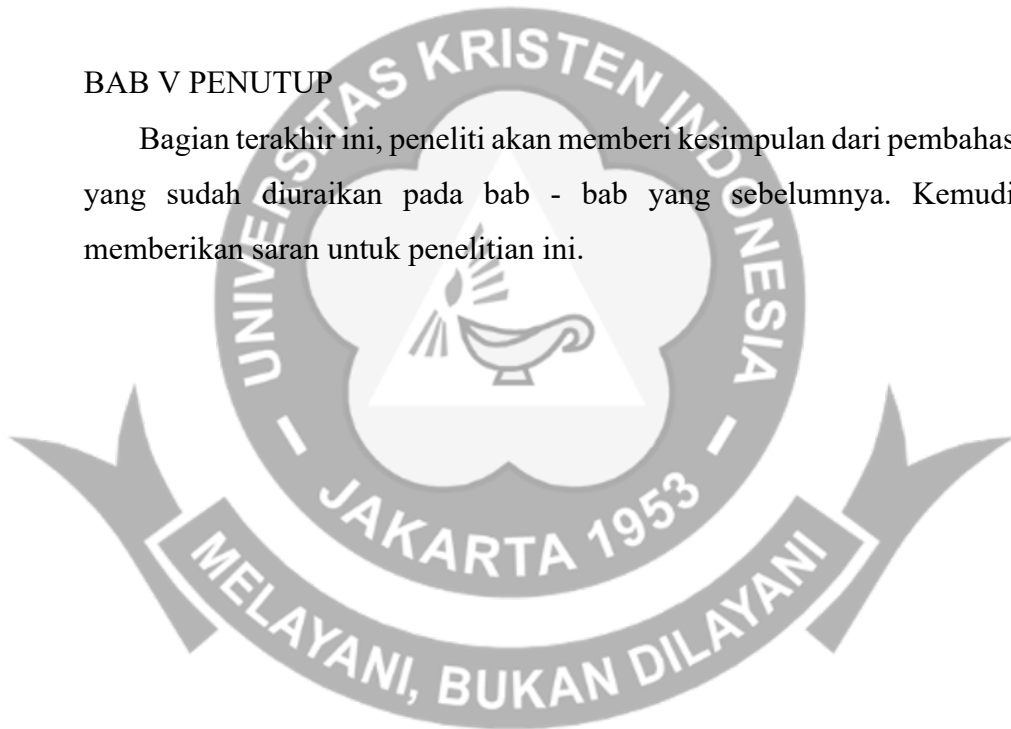 BAB V PENUTUP
Bagian terakhir ini, peneliti akan memberi kesimpulan dari pembahas
yang sudah diuraikan pada bab - bab yang sebelumnya. Kemudi
memberikan saran untuk penelitian ini.
UNIVERSITAS KRISTEN INDONESIA
- JAKARTA 1953 -
MELAYANI, BUKAN DILAYANI